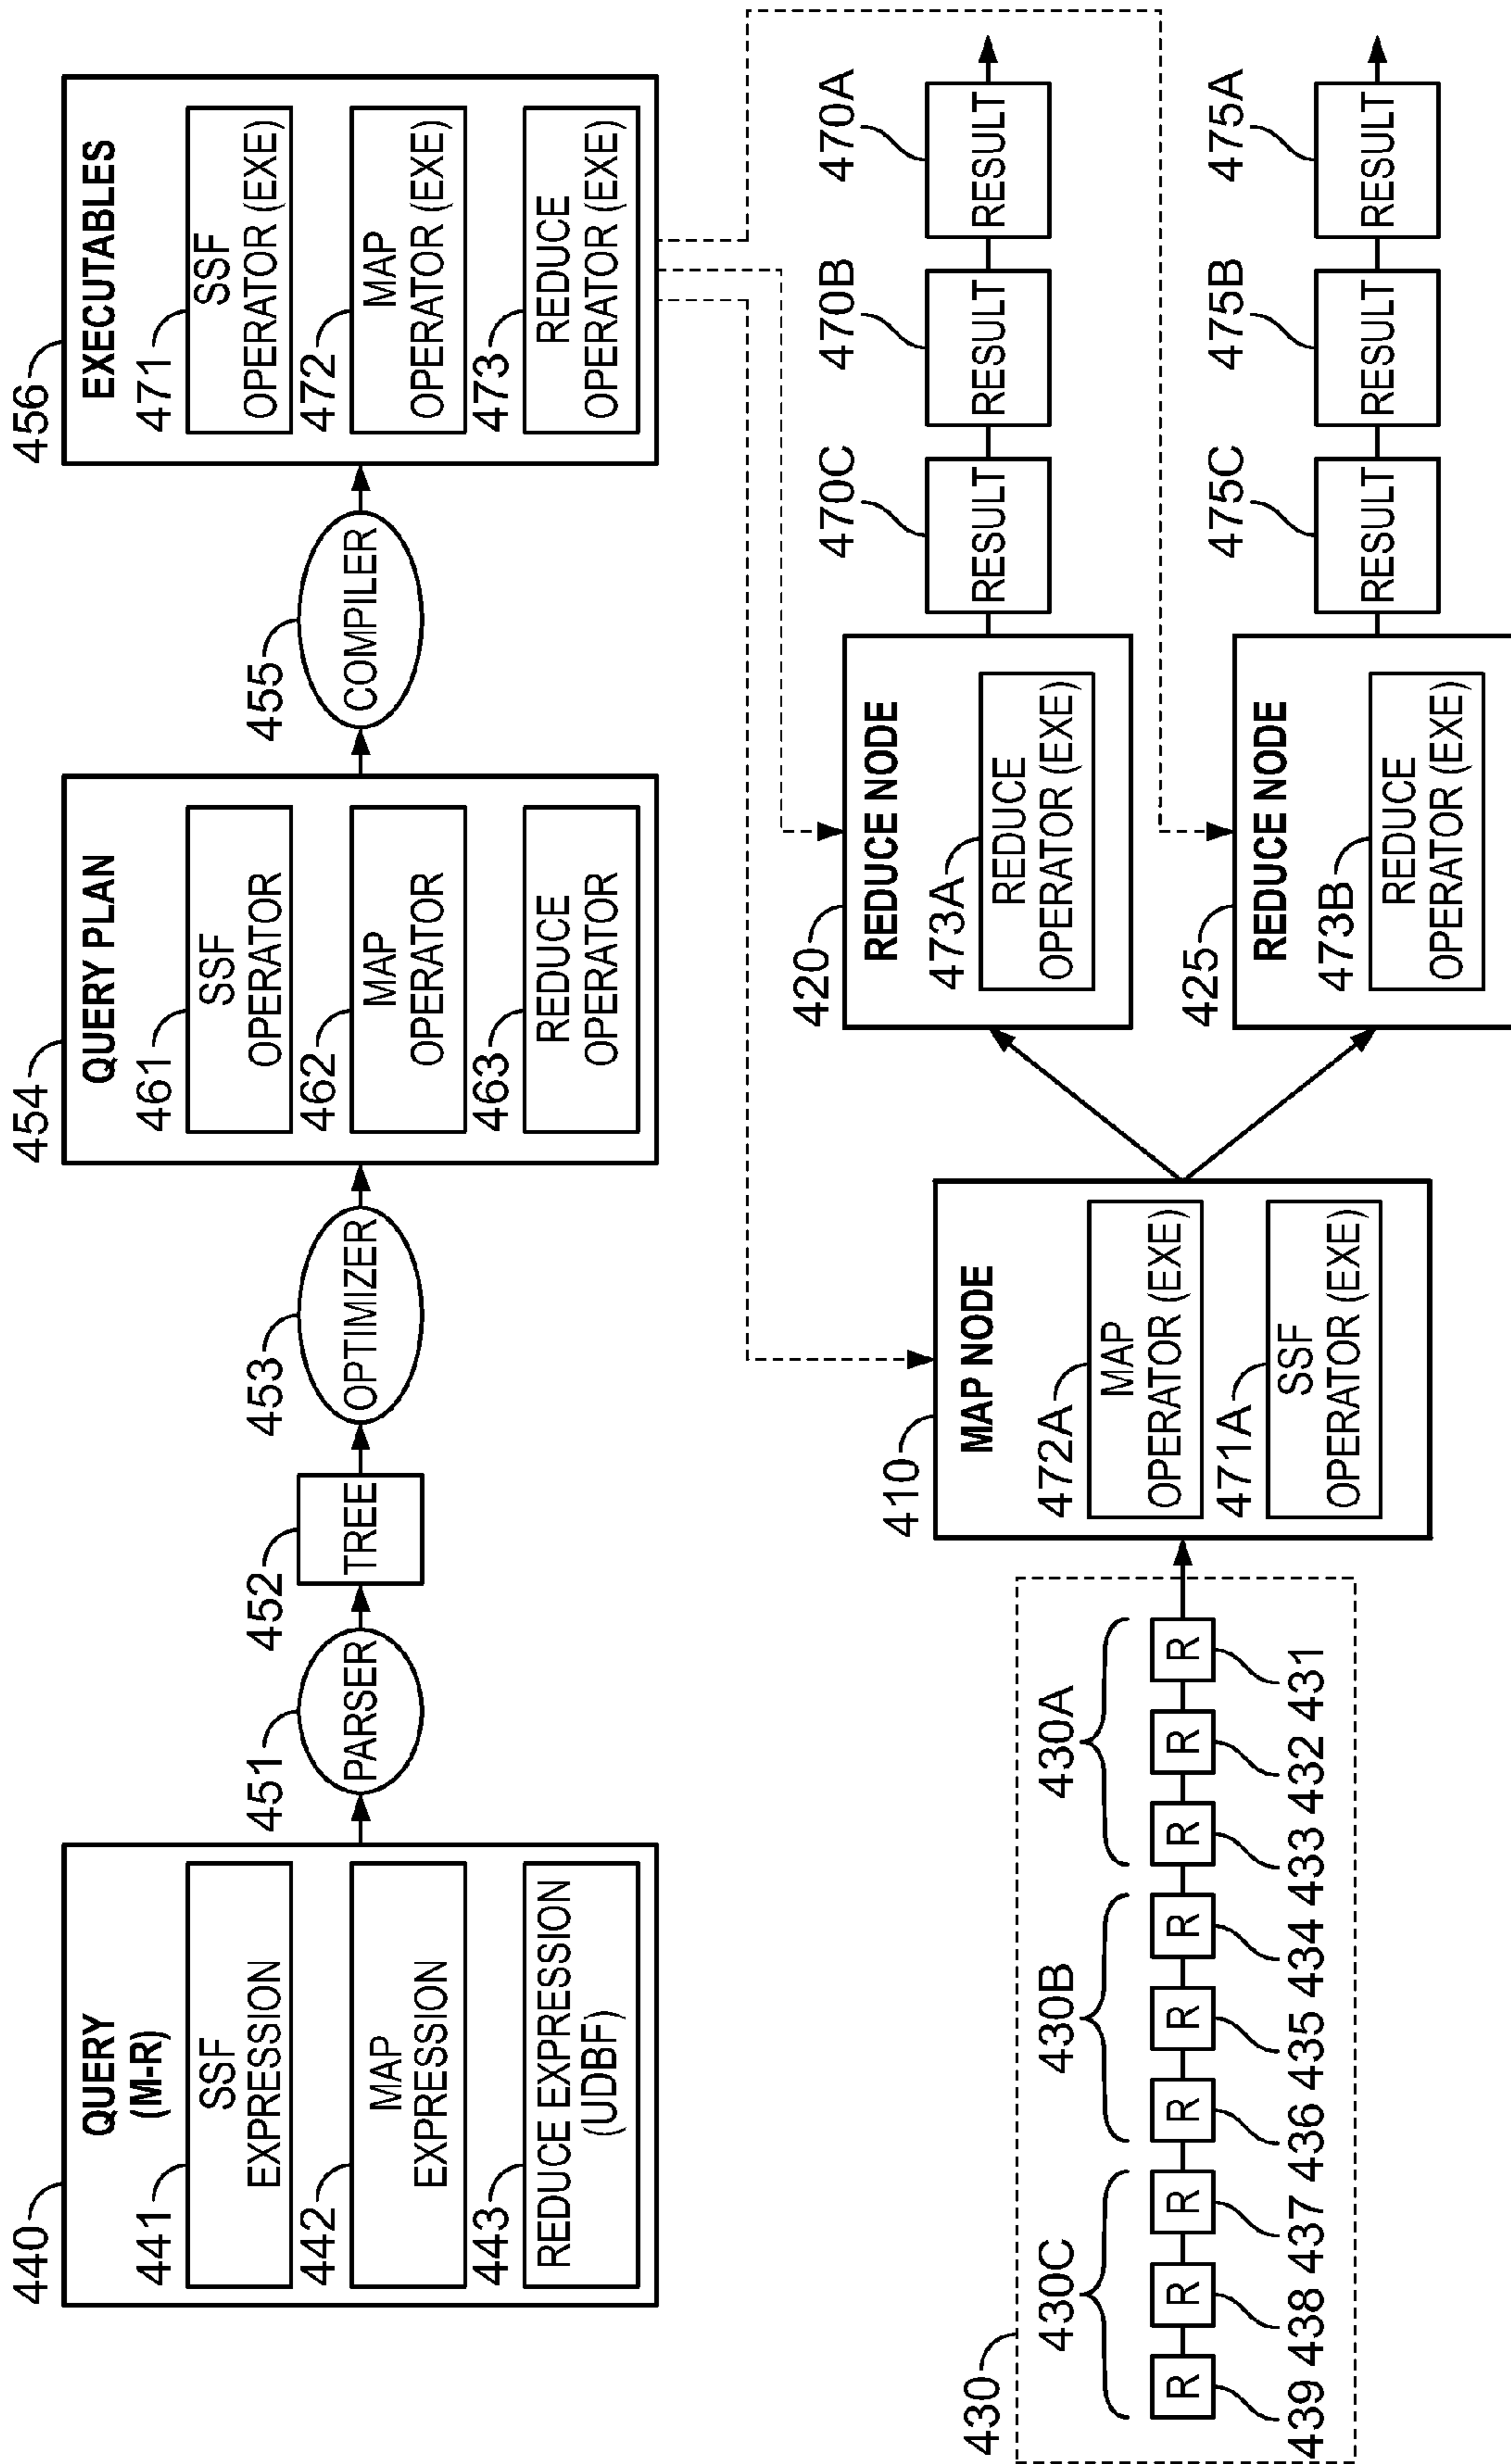 440
QUERY
(M-R)
441
SSF
EXPRESSION
442
MAP
EXPRESSION
443
REDUCE EXPRESSION
(UDBF)
451
PARSER
452
TREE
453
OPTIMIZER
454
QUERY PLAN
461
SSF
OPERATOR
462
MAP
OPERATOR
463
REDUCE
OPERATOR
455
COMPILER
456
EXECUTABLES
471
SSF
OPERATOR (EXE)
472
MAP
OPERATOR (EXE)
473
REDUCE
OPERATOR (EXE)
430
430C
430B
430A
R
R
R
R
R
R
R
R
R
439
438
437
436
435
434
433
432
431
410
MAP NODE
472A
MAP
OPERATOR (EXE)
471A
SSF
OPERATOR (EXE)
420
REDUCE NODE
473A
REDUCE
OPERATOR (EXE)
470C
470B
470A
RESULT
RESULT
RESULT
425
REDUCE NODE
473B
REDUCE
OPERATOR (EXE)
475C
475B
475A
RESULT
RESULT
RESULT